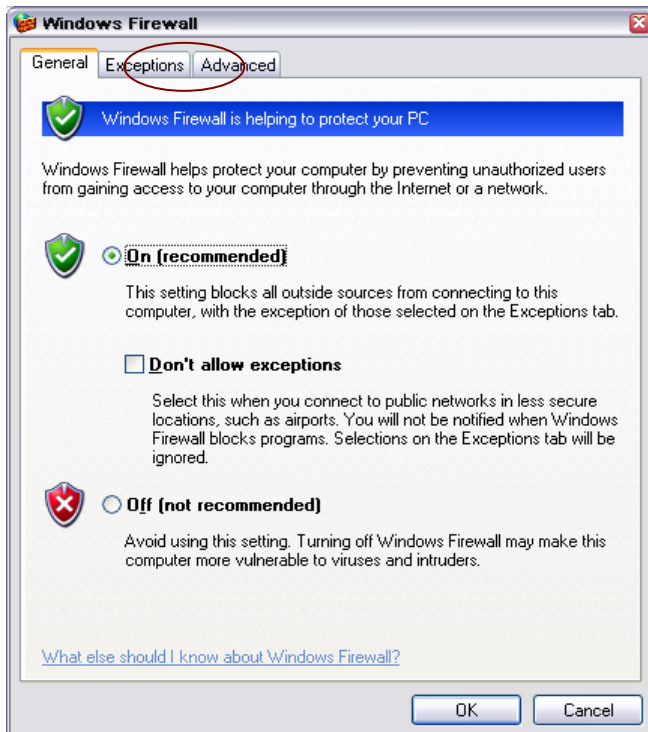 Windows Firewall
General Exceptions Advanced
Windows Firewall is helping to protect your PC
Windows Firewall helps protect your computer by preventing unauthorized users
from gaining access to your computer through the Internet or a network.
On (recommended)
This setting blocks all outside sources from connecting to this
computer, with the exception of those selected on the Exceptions tab.
Don't allow exceptions
Select this when you connect to public networks in less secure
locations, such as airports. You will not be notified when Windows
Firewall blocks programs. Selections on the Exceptions tab will be
ignored.
Off (not recommended)
Avoid using this setting. Turning off Windows Firewall may make this
computer more vulnerable to viruses and intruders.
What else should I know about Windows Firewall?
OK Cancel